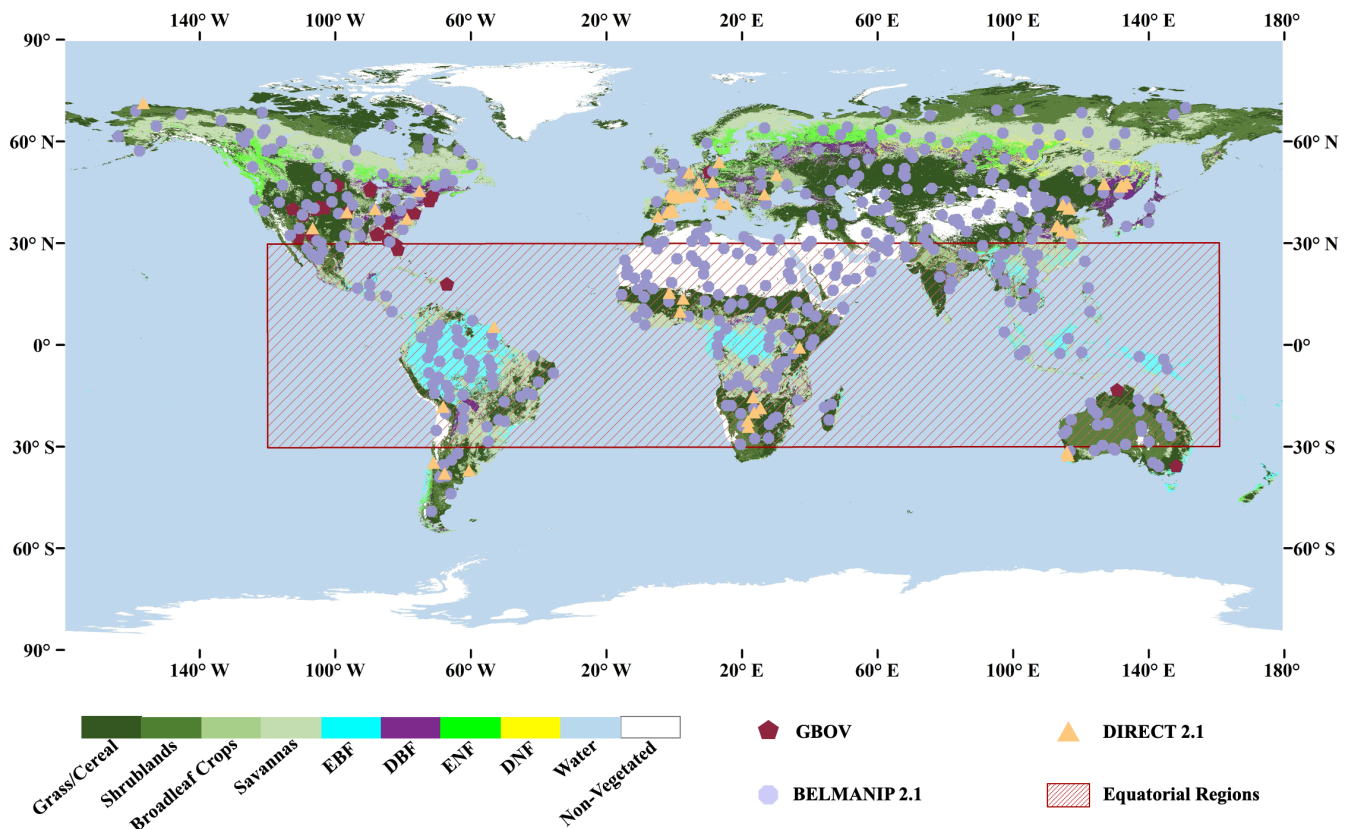 140° W 100° W 60° W 20° W 20° E 60° E 100° E 140° E 180°
90°
60° N 60° N
30° N 30° N
0° 0°
30° S 30° S
60° S 60° S
90°
140° W 100° W 60° W 20° W 20° E 60° E 100° E 140° E 180°
Grass/Cereal
Shrublands
Broadleaf Crops
Savannas
EBF
DBF
ENF
DNF
Water
Non-Vegetated
GBOV
DIRECT 2.1
BELMANIP 2.1
Equatorial Regions